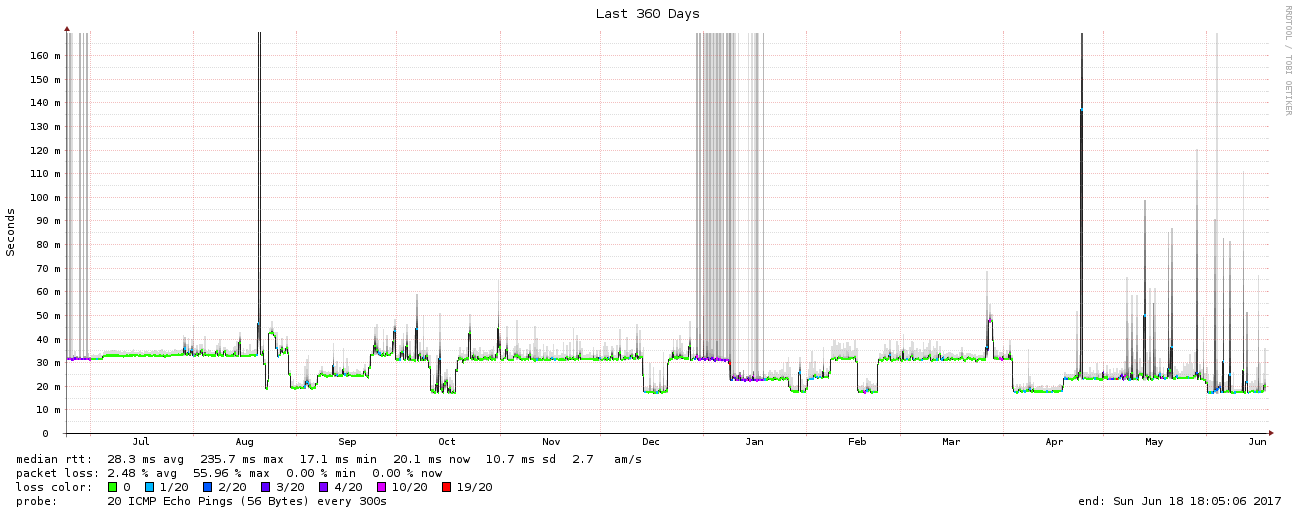 Last 360 Days
RRDTOOL / TOBI OETIKER
Seconds
160 m
150 m
140 m
130 m
120 m
110 m
100 m
90 m
80 m
70 m
60 m
50 m
40 m
30 m
20 m
10 m
0
Jul Aug Sep Oct Nov Dec Jan Feb Mar Apr May Jun
median rtt: 28.3 ms avg 235.7 ms max 17.1 ms min 20.1 ms now 10.7 ms sd 2.7 am/s
packet loss: 2.48 % avg 55.96 % max 0.00 % min 0.00 % now
loss color: 0 1/20 2/20 3/20 4/20 10/20 19/20
probe: 20 ICMP Echo Pings (56 Bytes) every 300s end: Sun Jun 18 18:05:06 2017